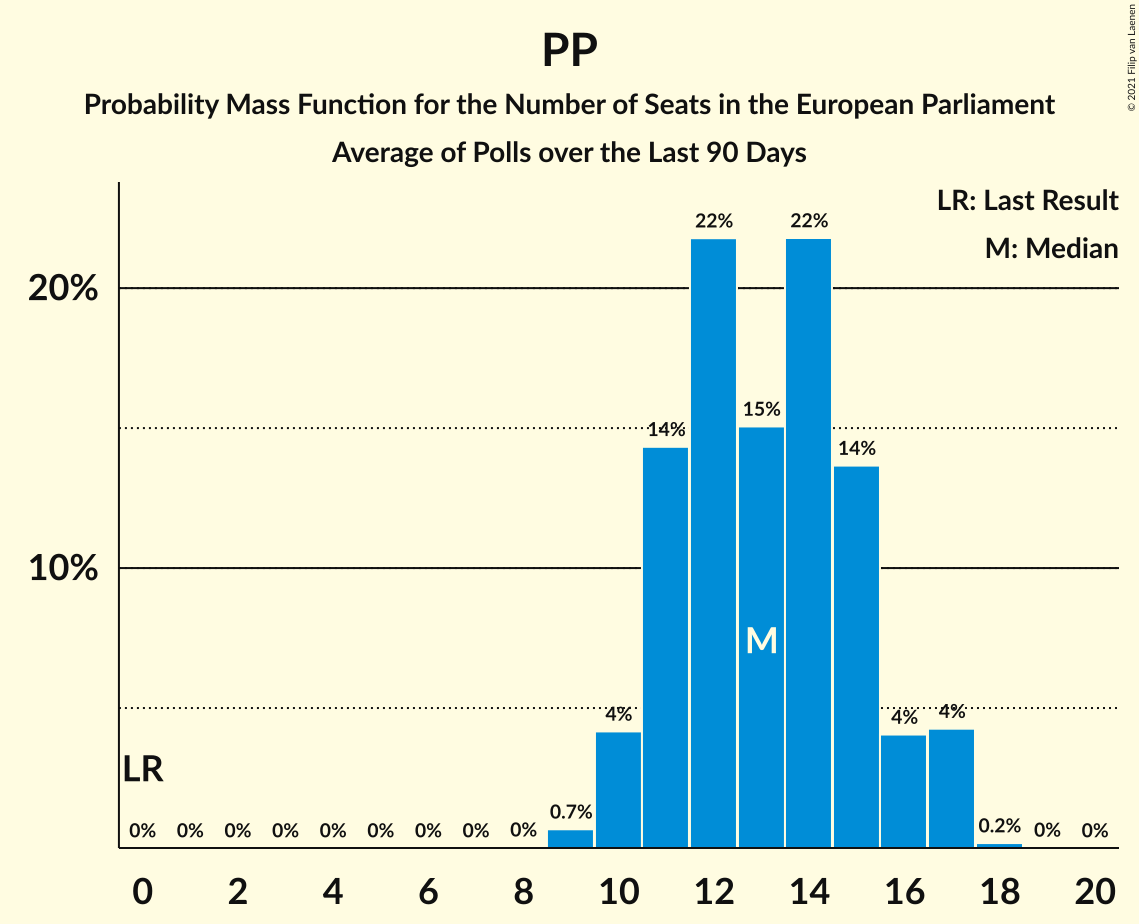 PP
Probability Mass Function for the Number of Seats in the European Parliament
Average of Polls over the Last 90 Days
© 2021 Filip van Laenen
LR: Last Result
M: Median
20%
10%
22%
22%
15%
14%
14%
M
4%
4%
4%
LR
0.7%
0.2%
0% 0% 0% 0% 0% 0% 0% 0% 0% 0% 0%
0 2 4 6 8 10 12 14 16 18 20